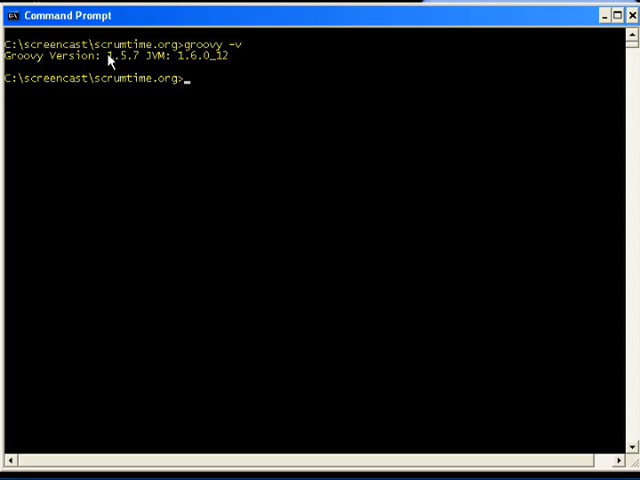 Command Prompt
C:\screencast\scrumtime.org>groovy -v
Groovy Version: 1.5.7 JVM: 1.6.0_12
C:\screencast\scrumtime.org>_